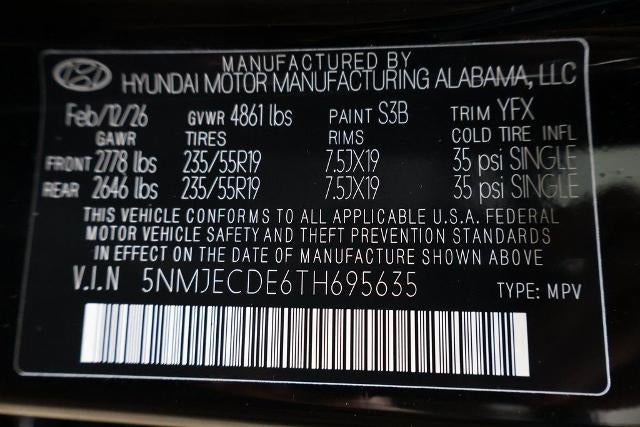 MANUFACTURED BY
HYUNDAI MOTOR MANUFACTURING ALABAMA, LLC
Feb/12/26 GVWR 4861 lbs PAINT S3B TRIM YFX
GAWR TIRES RIMS COLD TIRE INFL
FRONT 2778 lbs 235/55R19 7.5JX19 35 psi SINGLE
REAR 2646 lbs 235/55R19 7.5JX19 35 psi SINGLE
THIS VEHICLE CONFORMS TO ALL APPLICABLE U.S.A. FEDERAL
MOTOR VEHICLE SAFETY AND THEFT PREVENTION STANDARDS
IN EFFECT ON THE DATE OF MANUFACTURE SHOWN ABOVE.
V.I.N 5NMJECDE6TH695635 TYPE: MPV